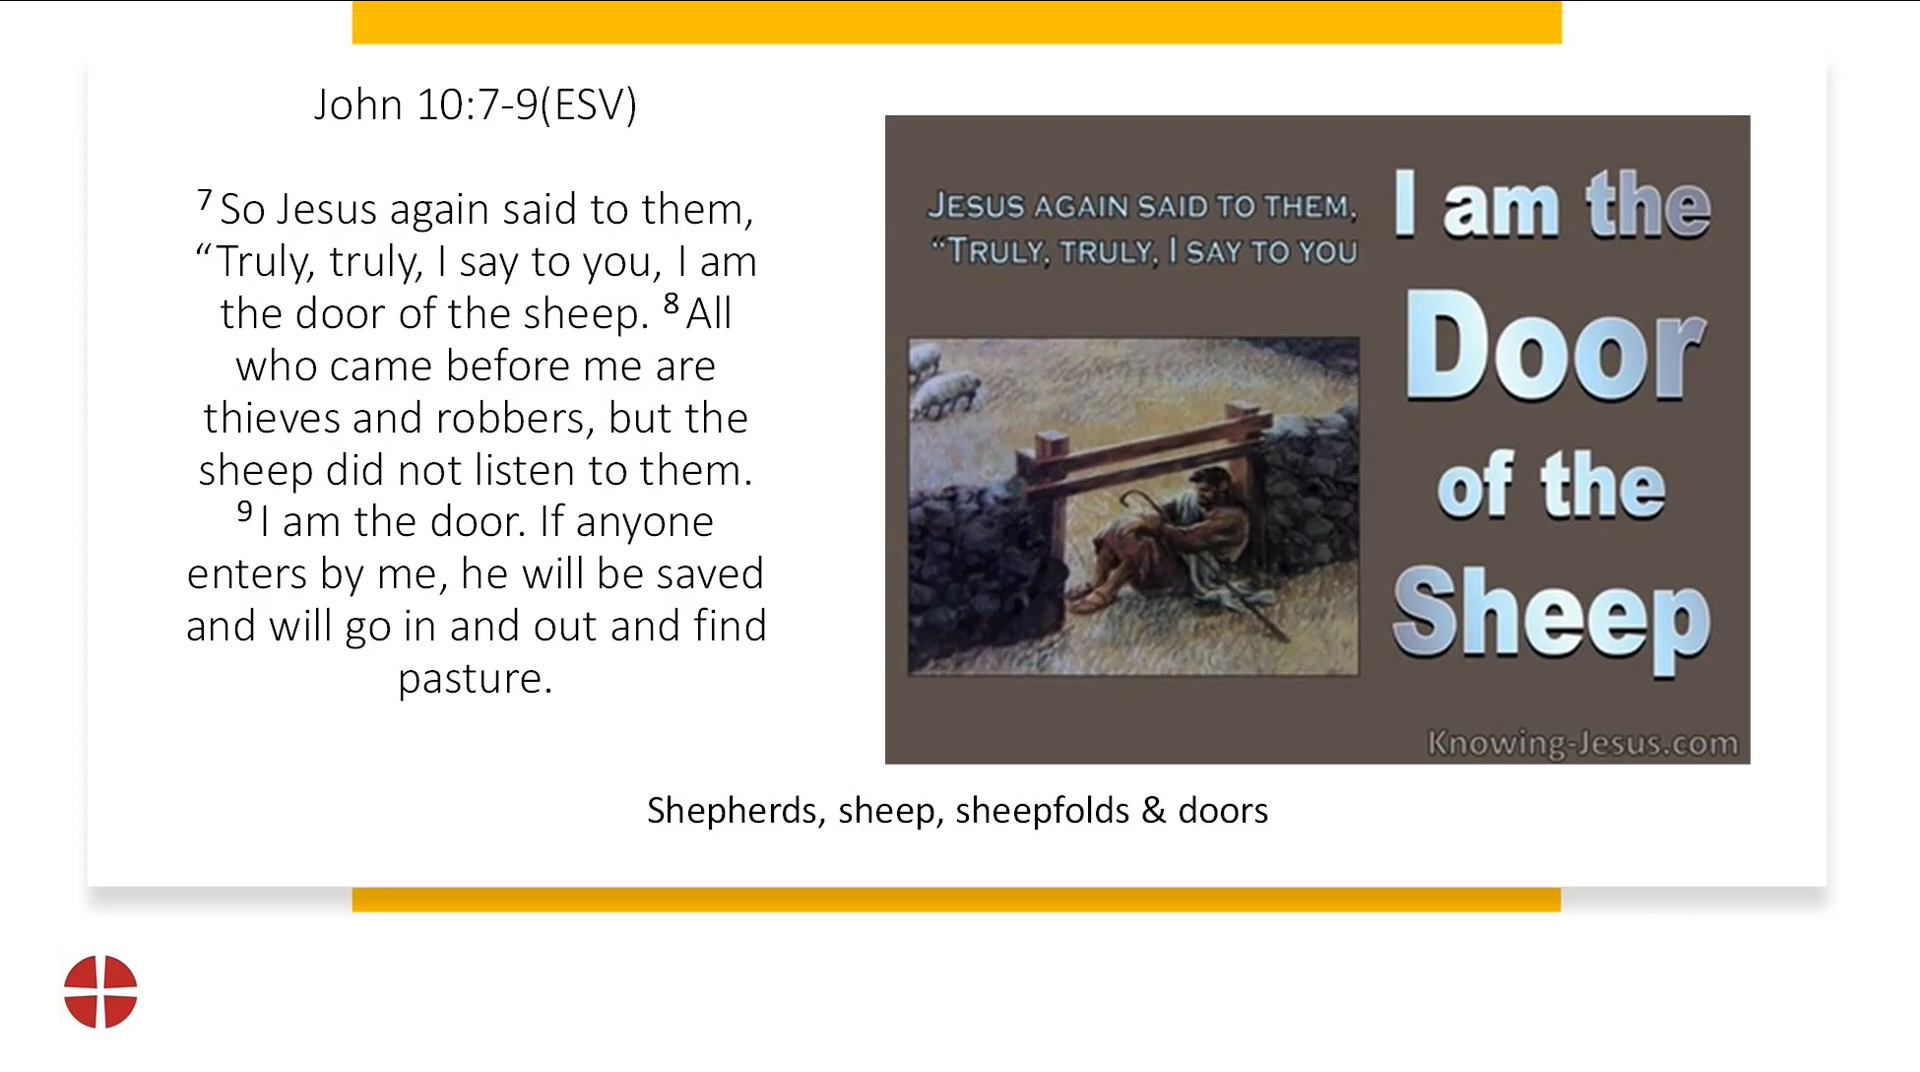 John 10:7-9(ESV)
⁷ So Jesus again said to them,
“Truly, truly, I say to you, I am
the door of the sheep. ⁸ All
who came before me are
thieves and robbers, but the
sheep did not listen to them.
⁹ I am the door. If anyone
enters by me, he will be saved
and will go in and out and find
pasture.
JESUS AGAIN SAID TO THEM,
“TRULY, TRULY, I SAY TO YOU
I am the
Door
of the
Sheep
Knowing-Jesus.com
Shepherds, sheep, sheepfolds & doors